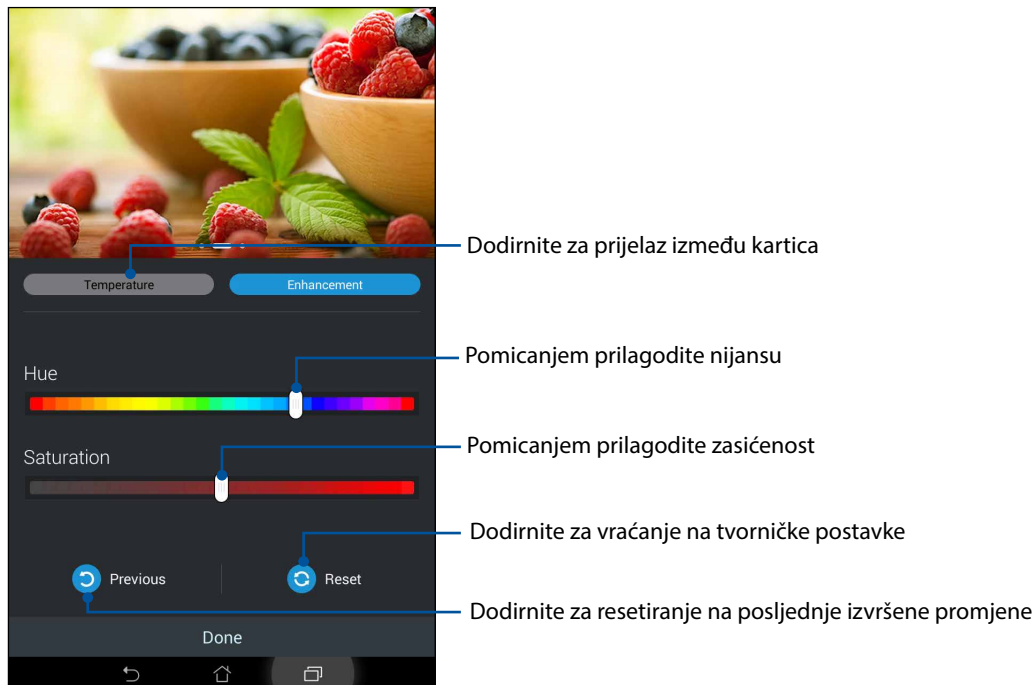 Dodirnite za prijelaz između kartica
Temperature
Enhancement
Pomicanjem prilagodite nijansu
Hue
Pomicanjem prilagodite zasićenost
Saturation
Dodirnite za vraćanje na tvorničke postavke
Previous
Reset
Dodirnite za resetiranje na posljednje izvršene promjene
Done